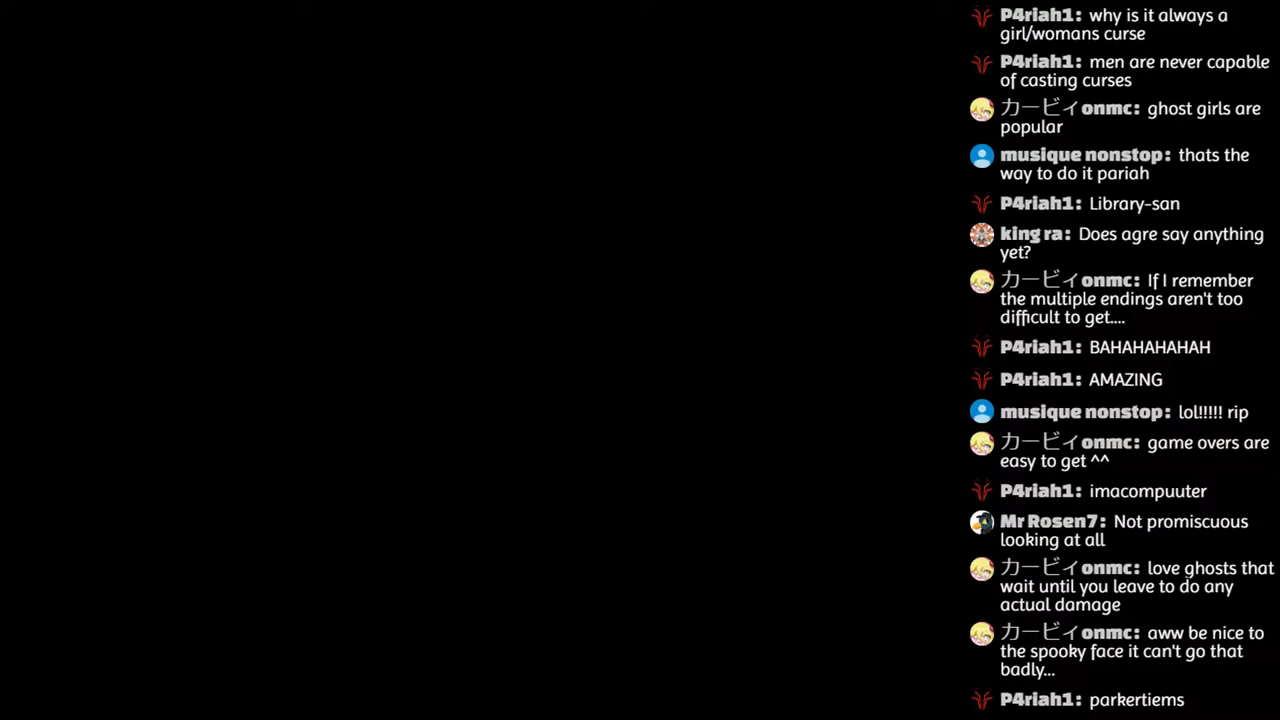 P4riah1: why is it always a
girl/womans curse
P4riah1: men are never capable
of casting curses
カービィonmc: ghost girls are
popular
musique nonstop: thats the
way to do it pariah
P4riah1: Library-san
king ra: Does agre say anything
yet?
カービィonmc: If I remember
the multiple endings aren't too
difficult to get....
P4riah1: BAHAHAHAHAH
P4riah1: AMAZING
musique nonstop: lol!!!!! rip
カービィonmc: game overs are
easy to get ^^
P4riah1: imacompuuter
Mr Rosen7: Not promiscuous
looking at all
カービィonmc: love ghosts that
wait until you leave to do any
actual damage
カービィonmc: aww be nice to
the spooky face it can't go that
badly...
P4riah1: parkertiems